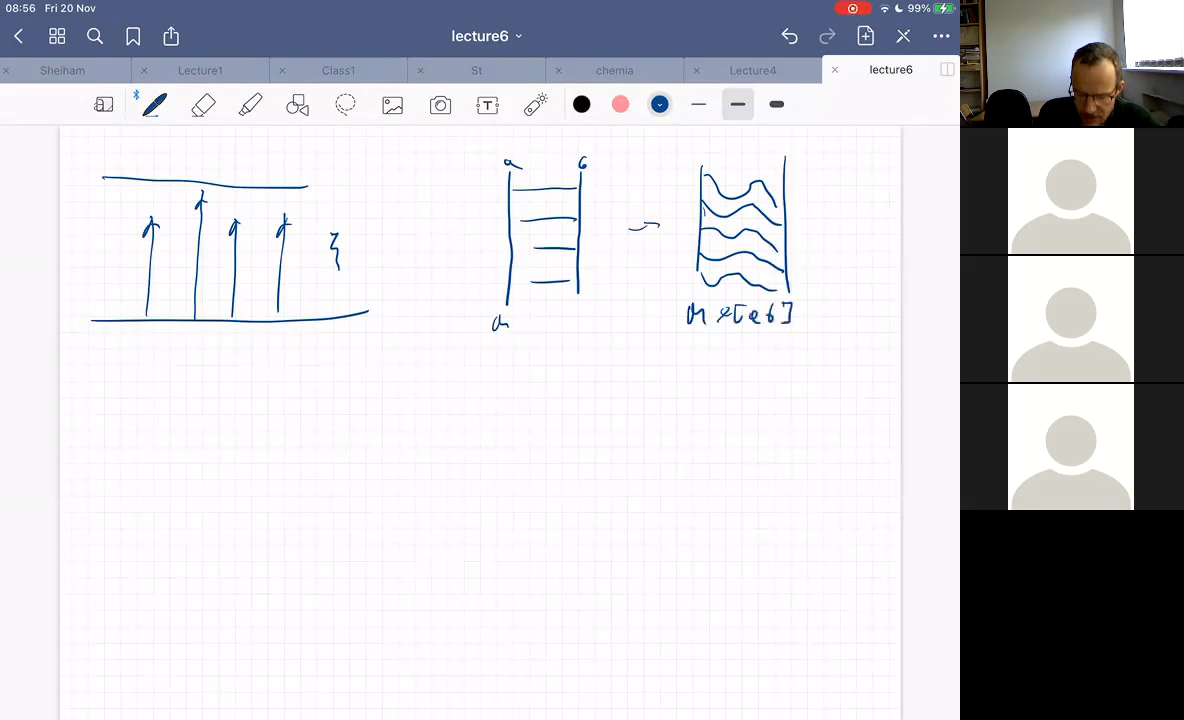 08:56 Fri 20 Nov
99%
lecture6
Sheiham
Lecture1
Class1
St
chemia
Lecture4
lecture6
T
a b
M
M × [a b]